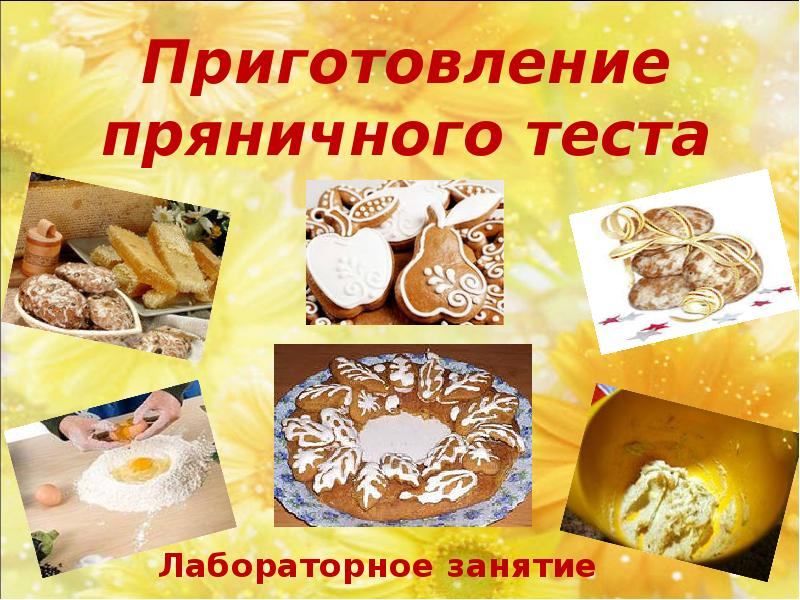 Приготовление
пряничного теста
Лабораторное занятие